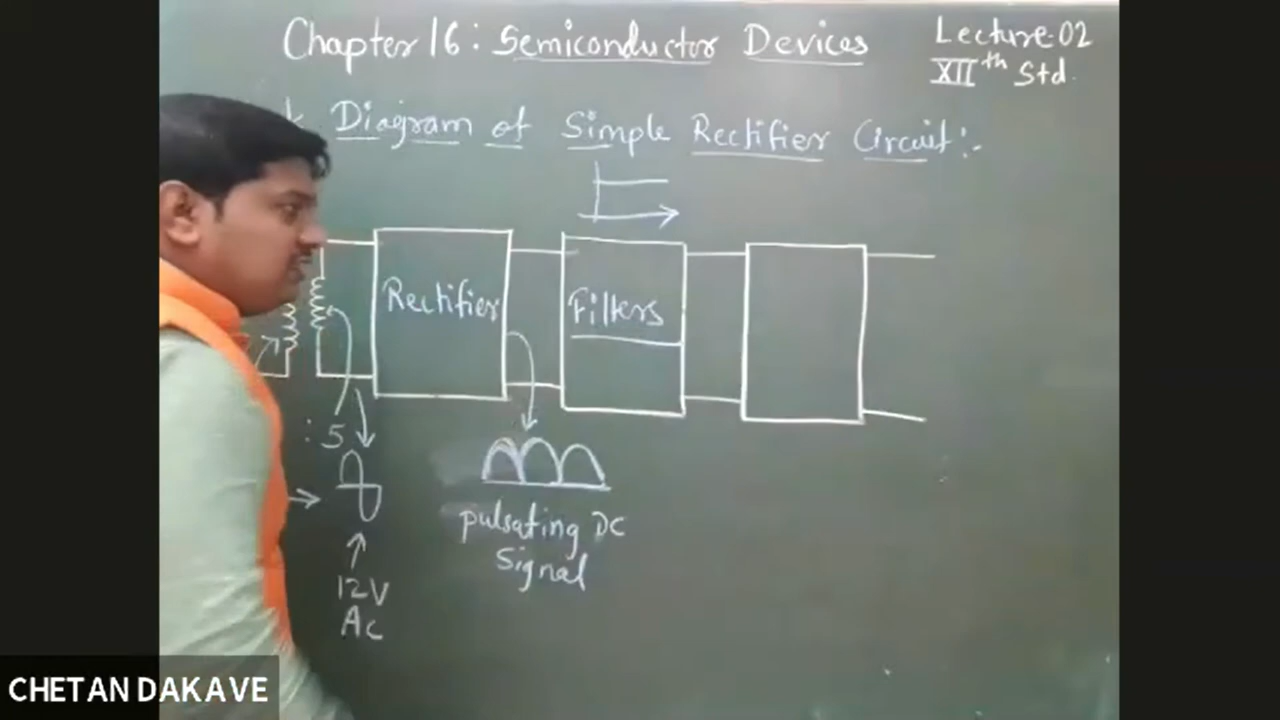 Chapter 16 : Semiconductor Devices
Lecture-02
XIIth Std.
Diagram of Simple Rectifier Circuit :-
Rectifier
Filters
: 5
pulsating DC
Signal
12V
Ac
CHETAN DAKAVE